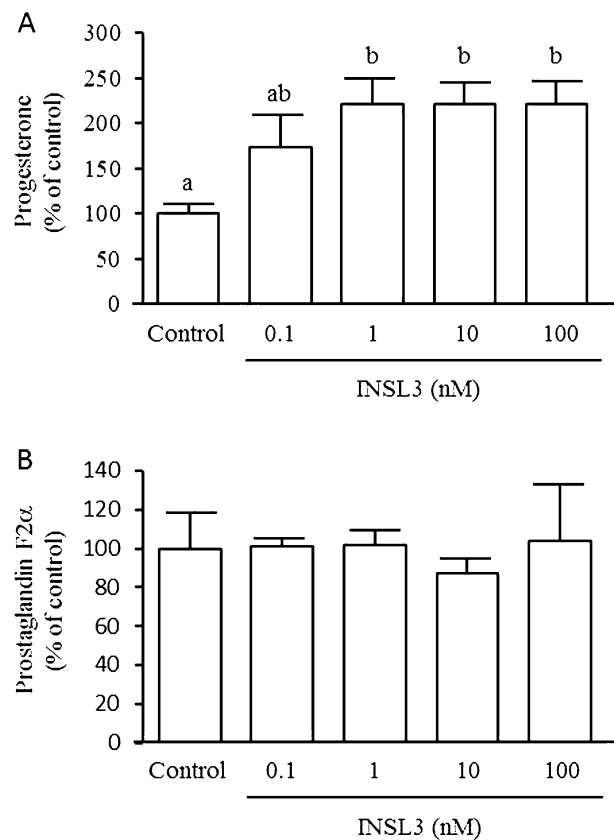 A
Progesterone
(% of control)
300
250
200
150
100
50
0
a
ab
b
b
b
Control 0.1 1 10 100
INSL3 (nM)
B
Prostaglandin F2α
(% of control)
140
120
100
80
60
40
20
0
Control 0.1 1 10 100
INSL3 (nM)